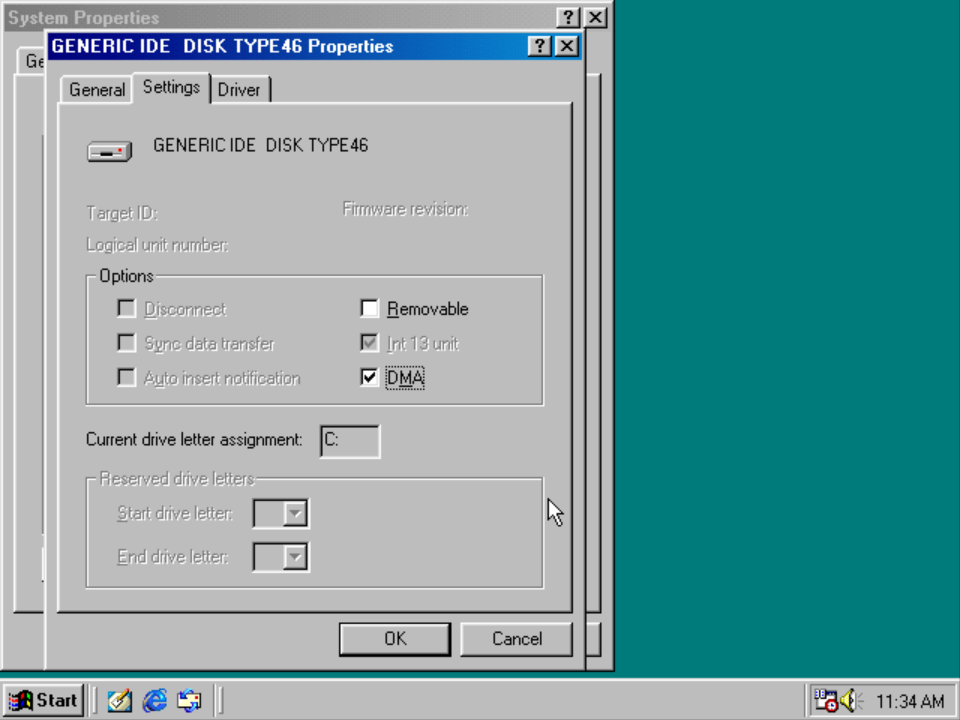 System Properties
GENERIC IDE DISK TYPE46 Properties
General Settings Driver
GENERIC IDE DISK TYPE46
Target ID: Firmware revision:
Logical unit number:
Options
Disconnect Removable
Sync data transfer Int 13 unit
Auto insert notification DMA
Current drive letter assignment: C:
Reserved drive letters
Start drive letter:
End drive letter:
OK Cancel
Start 11:34 AM